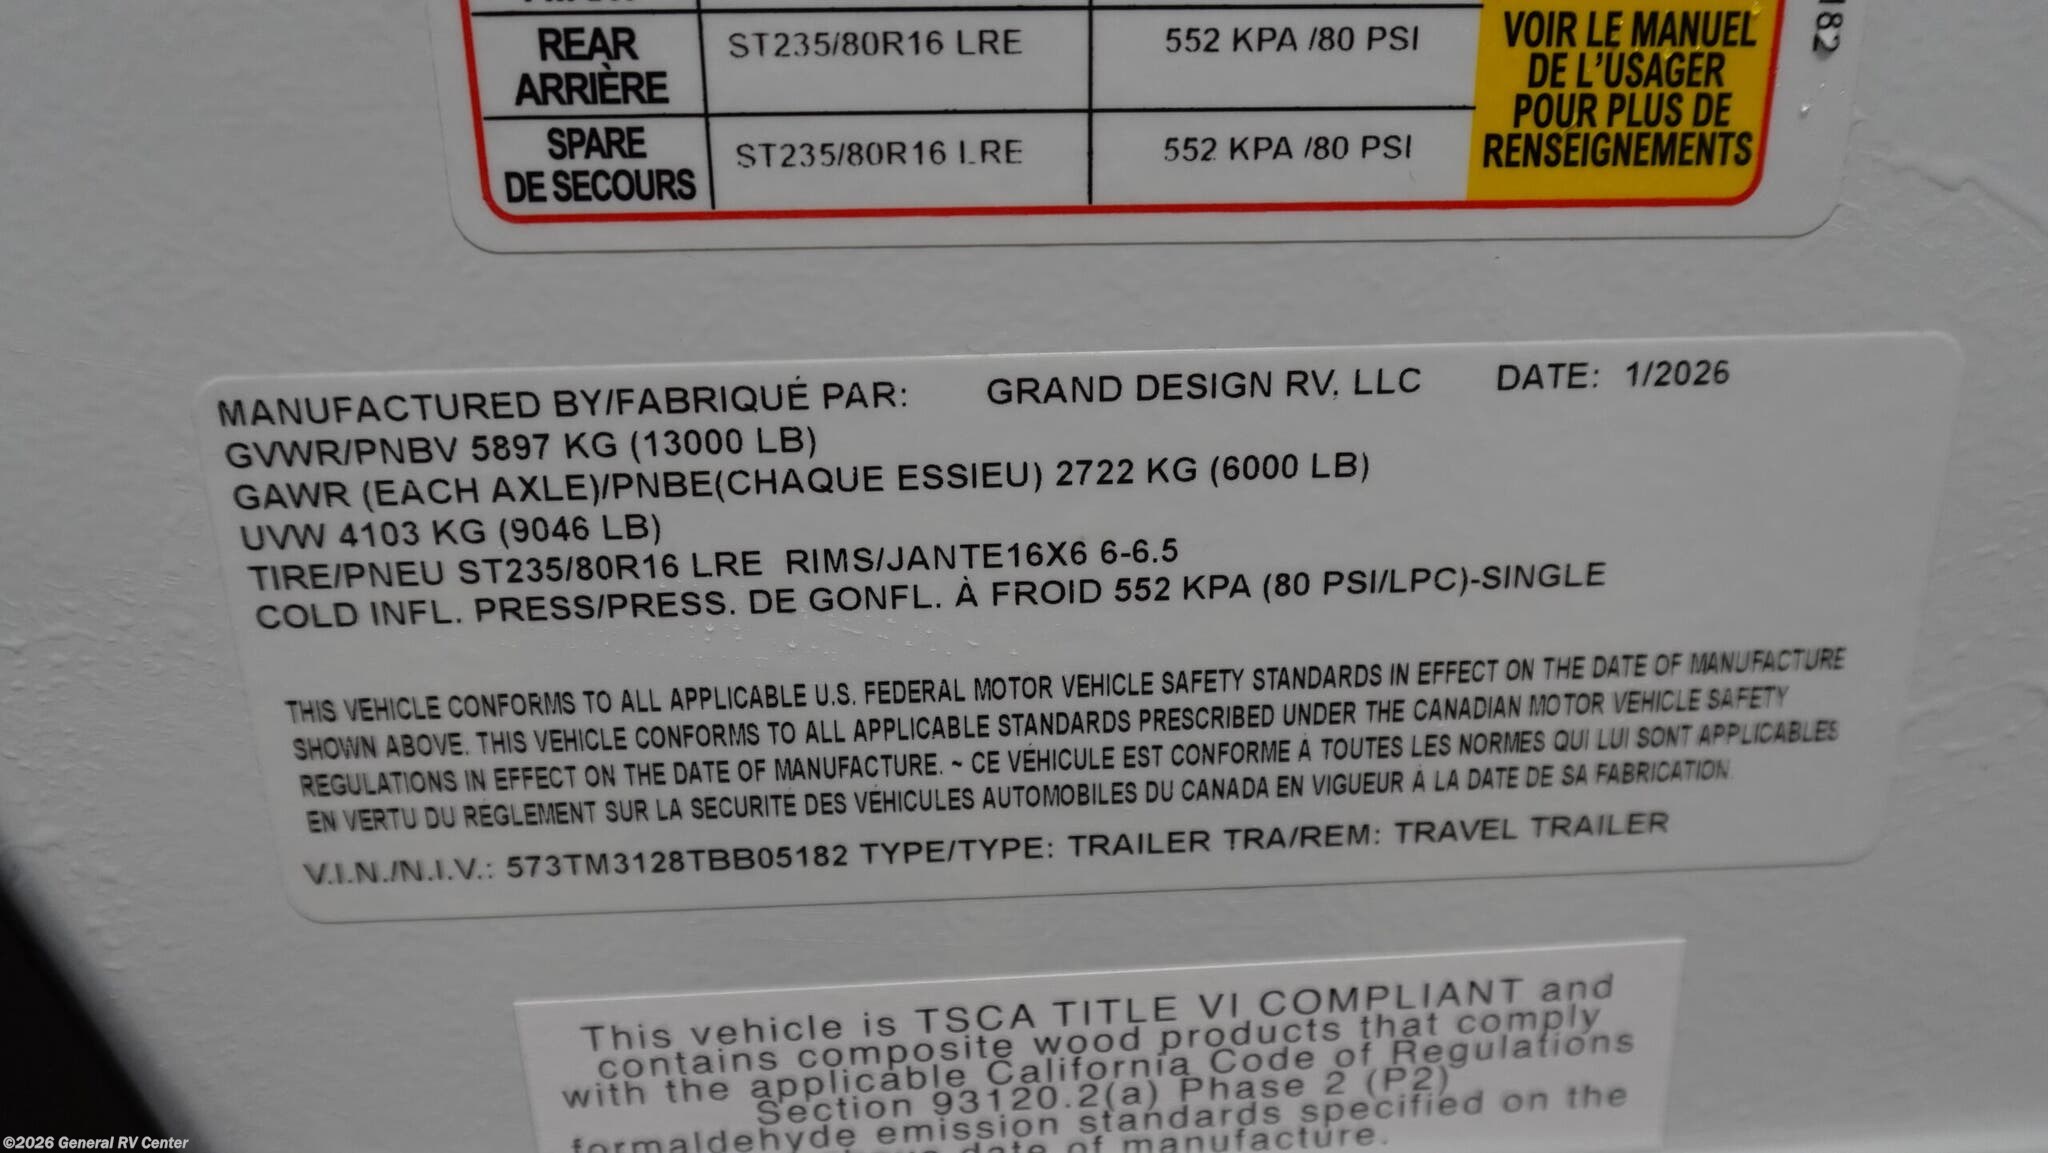 REAR
ARRIÈRE
ST235/80R16 LRE
552 KPA /80 PSI
SPARE
DE SECOURS
ST235/80R16 LRE
552 KPA /80 PSI
VOIR LE MANUEL
DE L'USAGER
POUR PLUS DE
RENSEIGNEMENTS
182
MANUFACTURED BY/FABRIQUÉ PAR: GRAND DESIGN RV, LLC DATE: 1/2026
GVWR/PNBV 5897 KG (13000 LB)
GAWR (EACH AXLE)/PNBE(CHAQUE ESSIEU) 2722 KG (6000 LB)
UVW 4103 KG (9046 LB)
TIRE/PNEU ST235/80R16 LRE RIMS/JANTE16X6 6-6.5
COLD INFL. PRESS/PRESS. DE GONFL. À FROID 552 KPA (80 PSI/LPC)-SINGLE
THIS VEHICLE CONFORMS TO ALL APPLICABLE U.S. FEDERAL MOTOR VEHICLE SAFETY STANDARDS IN EFFECT ON THE DATE OF MANUFACTURE
SHOWN ABOVE. THIS VEHICLE CONFORMS TO ALL APPLICABLE STANDARDS PRESCRIBED UNDER THE CANADIAN MOTOR VEHICLE SAFETY
REGULATIONS IN EFFECT ON THE DATE OF MANUFACTURE. ~ CE VÉHICULE EST CONFORME À TOUTES LES NORMES QUI LUI SONT APPLICABLES
EN VERTU DU RÉGLEMENT SUR LA SÉCURITÉ DES VÉHICULES AUTOMOBILES DU CANADA EN VIGUEUR À LA DATE DE SA FABRICATION.
V.I.N./N.I.V.: 573TM3128TBB05182 TYPE/TYPE: TRAILER TRA/REM: TRAVEL TRAILER
This vehicle is TSCA TITLE VI COMPLIANT and
contains composite wood products that comply
with the applicable California Code of Regulations
Section 93120.2(a) Phase 2 (P2)
formaldehyde emission standards specified on the
date of manufacture.
©2026 General RV Center